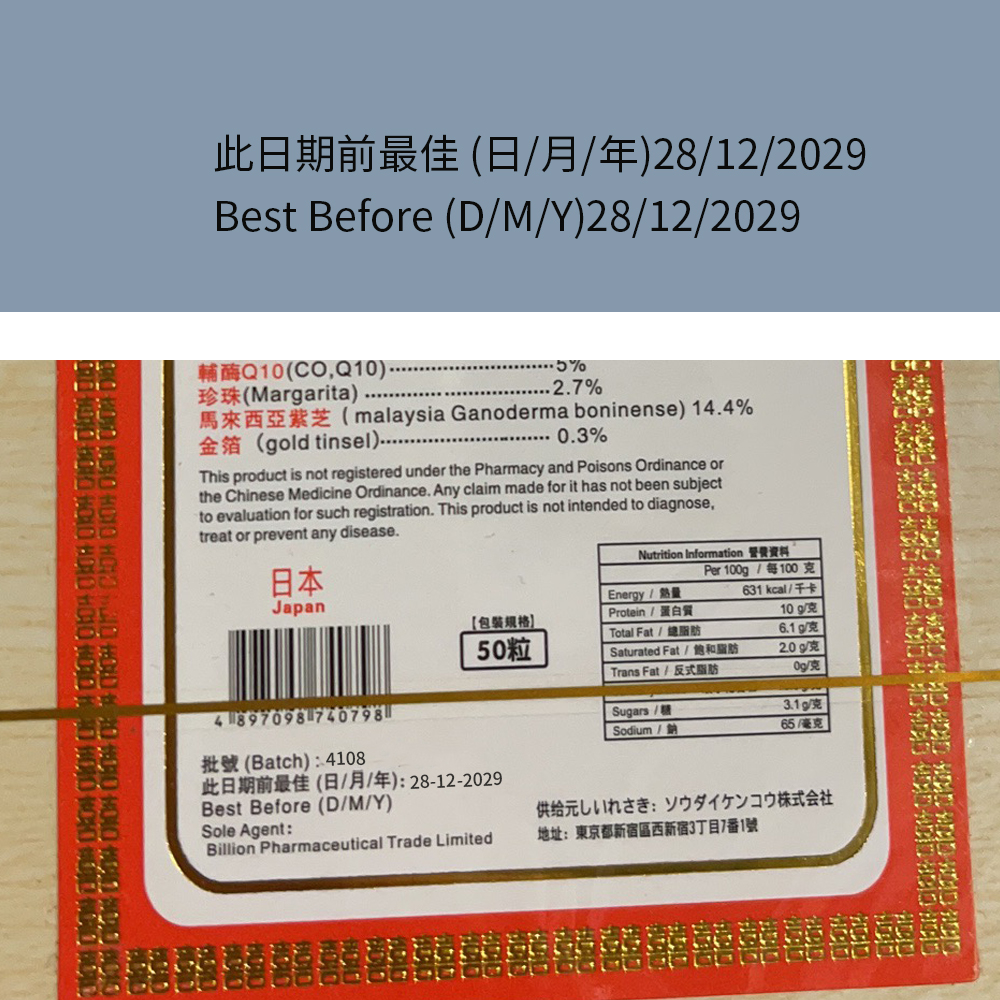 此日期前最佳 (日/月/年)28/12/2029
Best Before (D/M/Y)28/12/2029
輔酶Q10(CO,Q10)··················5%
珍珠(Margarita) ··············2.7%
馬來西亞紫芝 ( malaysia Ganoderma boninense) 14.4%
金箔 (gold tinsel)·················· 0.3%
This product is not registered under the Pharmacy and Poisons Ordinance or
the Chinese Medicine Ordinance. Any claim made for it has not been subject
to evaluation for such registration. This product is not intended to diagnose,
treat or prevent any disease.
日本
Japan
【包裝規格】
50粒
4 897098 740798
Nutrition Information 營養資料
Per 100g / 每100 克
Energy / 熱量 631 kcal/千卡
Protein / 蛋白質 10 g/克
Total Fat / 總脂肪 6.1 g/克
Saturated Fat / 飽和脂肪 2.0 g/克
Trans Fat / 反式脂肪 0g/克
Sugars / 糖 3.1 g/克
Sodium / 鈉 65 /毫克
批號 (Batch) : 4108
此日期前最佳 (日/月/年): 28-12-2029
Best Before (D/M/Y)
Sole Agent:
Billion Pharmaceutical Trade Limited
供给元しいれさき: ソウダイケンコウ株式会社
地址: 東京都新宿區西新宿3丁目7番1號